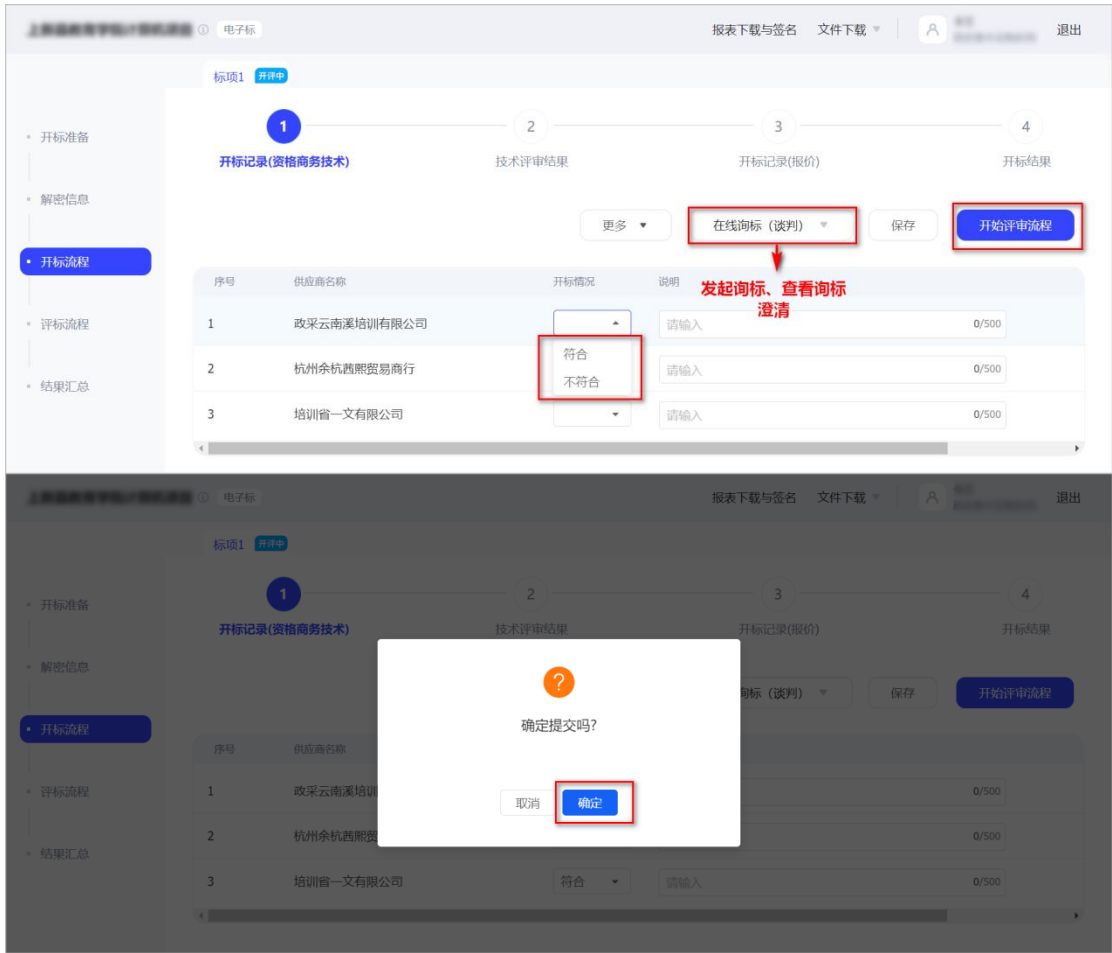 电子标 报表下载与签名 文件下载 退出
标项1 开评中
1 2 3 4
开标准备
开标记录(资格商务技术) 技术评审结果 开标记录(报价) 开标结果
解密信息
更多 在线询标（谈判） 保存 开始评审流程
开标流程
序号 供应商名称 开标情况 说明
发起询标、查看询标
澄清
评标流程
1 政采云南溪培训有限公司 请输入 0/500
符合
2 杭州余杭茜熙贸易商行 请输入 0/500
不符合
结果汇总
3 培训省一文有限公司 请输入 0/500
电子标 报表下载与签名 文件下载 退出
标项1 开评中
1 2 3 4
开标准备
开标记录(资格商务技术) 技术评审结果 开标记录(报价) 开标结果
解密信息
询标（谈判） 保存 开始评审流程
?
确定提交吗?
开标流程
序号 供应商名称
评标流程
1 政采云南溪培训 0/500
取消 确定
2 杭州余杭茜熙贸 0/500
结果汇总
3 培训省一文有限公司 符合 请输入 0/500